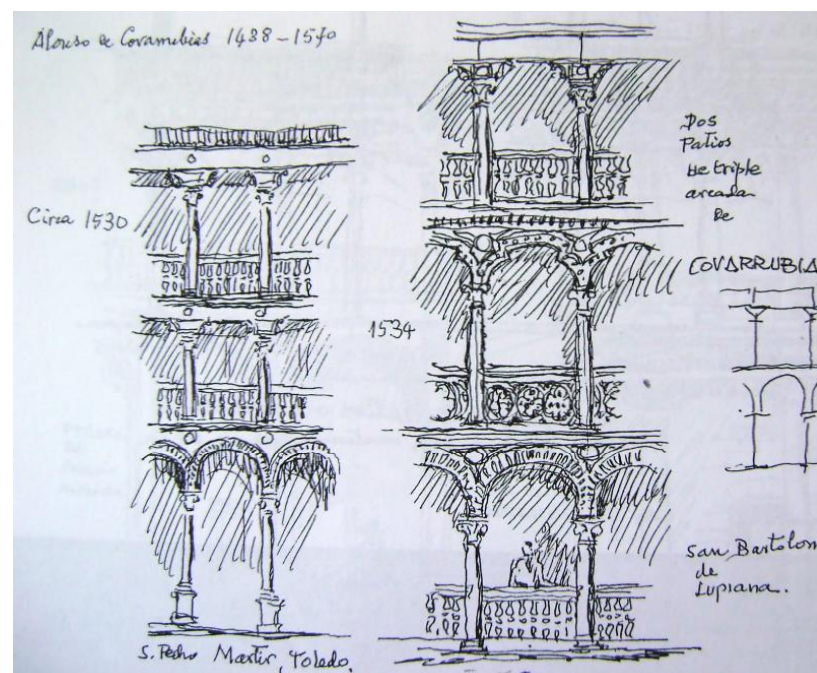 Alonso de Covarrubias 1488-1570
Circa 1530
S. Pedro Martir, Toledo.
1534
Dos
Patios
de triple
arcada
de
COVARRUBIA
San Bartolom
de
Lupiana.